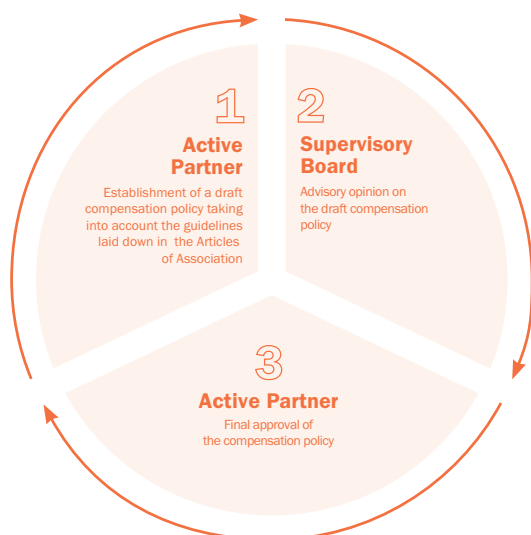 1
Active
Partner
Establishment of a draft
compensation policy taking
into account the guidelines
laid down in the Articles
of Association
2
Supervisory
Board
Advisory opinion on
the draft compensation
policy
3
Active Partner
Final approval of
the compensation policy